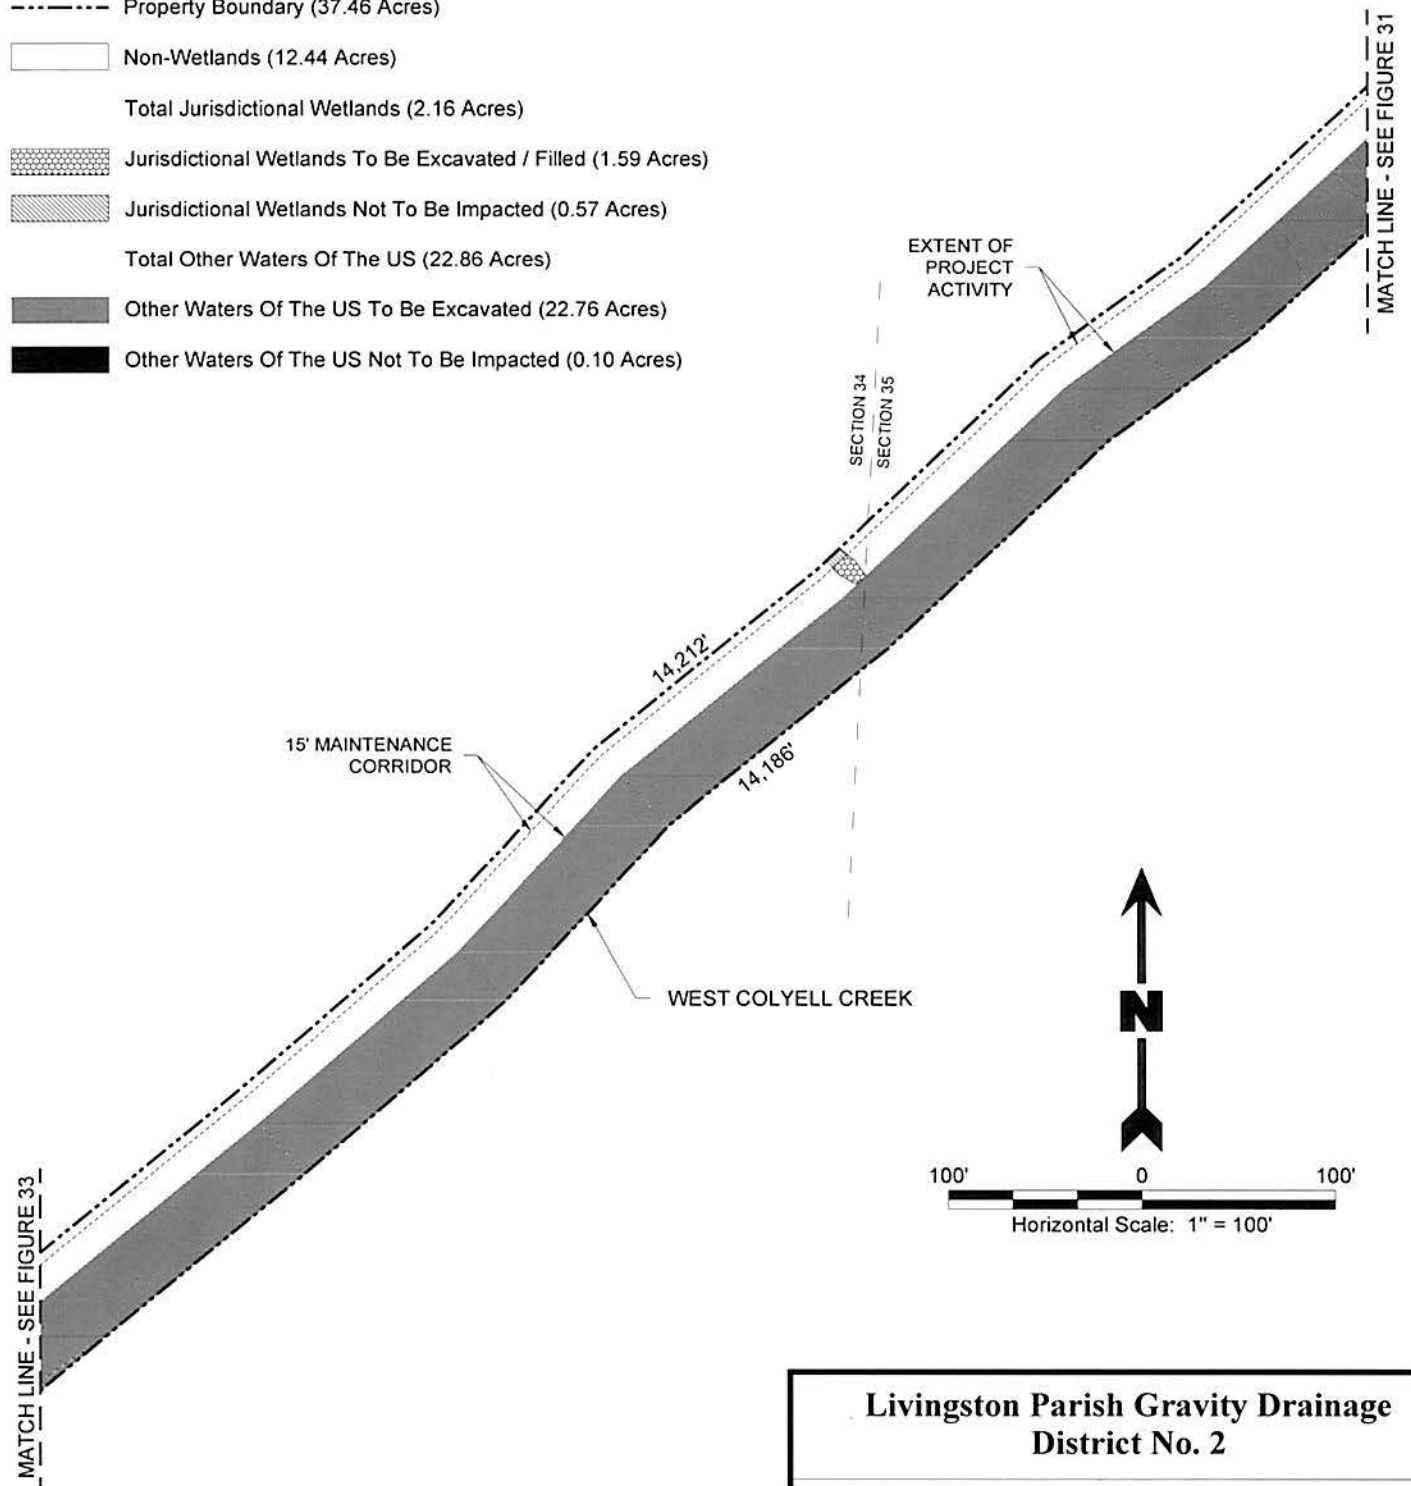 Property Boundary (37.46 Acres)
Non-Wetlands (12.44 Acres)
Total Jurisdictional Wetlands (2.16 Acres)
Jurisdictional Wetlands To Be Excavated / Filled (1.59 Acres)
Jurisdictional Wetlands Not To Be Impacted (0.57 Acres)
Total Other Waters Of The US (22.86 Acres)
Other Waters Of The US To Be Excavated (22.76 Acres)
Other Waters Of The US Not To Be Impacted (0.10 Acres)
MATCH LINE - SEE FIGURE 31
EXTENT OF
PROJECT
ACTIVITY
SECTION 34
SECTION 35
14,212'
14,186'
15' MAINTENANCE
CORRIDOR
WEST COLYELL CREEK
N
100' 0 100'
Horizontal Scale: 1" = 100'
MATCH LINE - SEE FIGURE 33
Livingston Parish Gravity Drainage
District No. 2